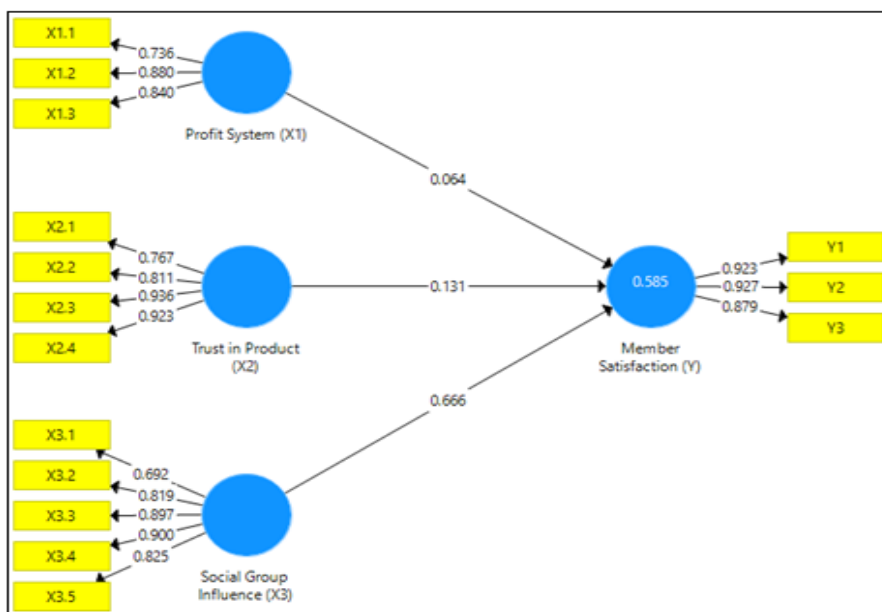 X1.1
0.736
X1.2
0.880
X1.3
0.840
Profit System (X1)
0.064
X2.1
0.767
X2.2
0.811
X2.3
0.936
X2.4
0.923
Trust in Product
(X2)
0.131
0.585
Member
Satisfaction (Y)
0.923
Y1
0.927
Y2
0.879
Y3
0.666
X3.1
0.692
X3.2
0.819
X3.3
0.897
X3.4
0.900
X3.5
0.825
Social Group
Influence (X3)